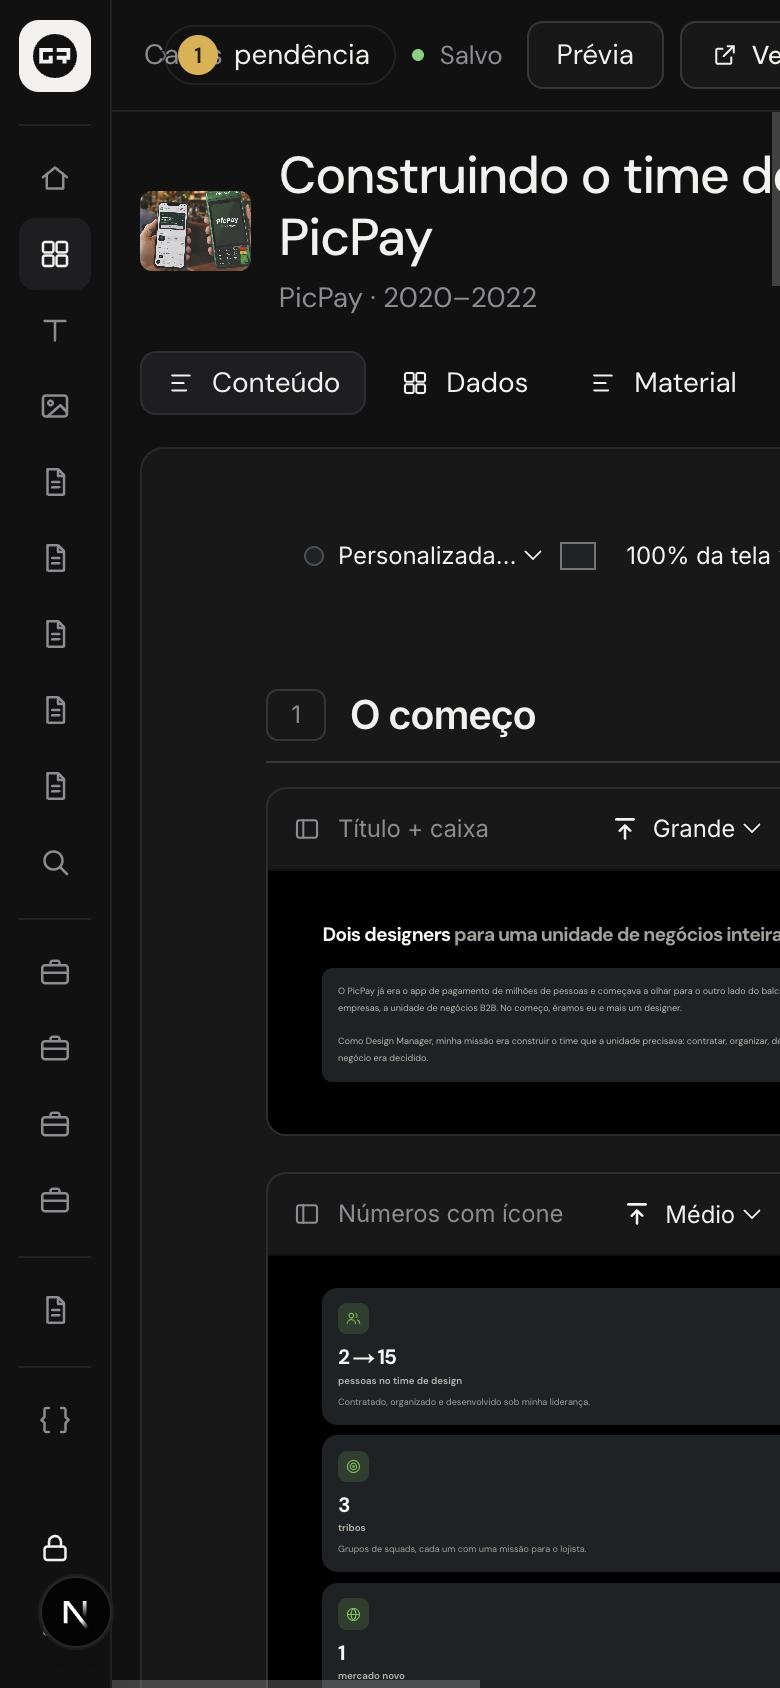 GR
1 pendência
Salvo
Prévia
Construindo o time
PicPay
PicPay · 2020–2022
Conteúdo
Dados
Material
Personalizada...
100% da tela
1
O começo
Título + caixa
Grande
Dois designers para uma unidade de negócios inteira
O PicPay já era o app de pagamento de milhões de pessoas e começava a olhar para o outro lado do
empresas, a unidade de negócios B2B. No começo, éramos eu e mais um designer.
Como Design Manager, minha missão era construir o time que a unidade precisava: contratar, organizar,
negócio era decidido.
Números com ícone
Médio
2→15
pessoas no time de design
Contratado, organizado e desenvolvido sob minha liderança.
3
tribos
Grupos de squads, cada um com uma missão para o lojista.
1
mercado novo
N